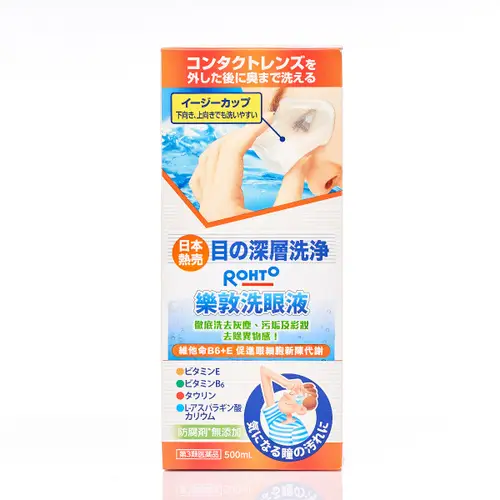 コンタクトレンズを
外した後に奥まで洗える
イージーカップ
下向き、上向きでも洗いやすい
日本
熱売
目の深層洗浄
ROHTO
樂敦洗眼液
徹底洗去灰塵、污垢及彩妝
去除異物感!
維他命B6+E 促進眼細胞新陳代謝
ビタミンE
ビタミンB6
タウリン
L-アスパラギン酸
カリウム
防腐剤*無添加
第3類医薬品
500mL
気になる瞳の汚れに